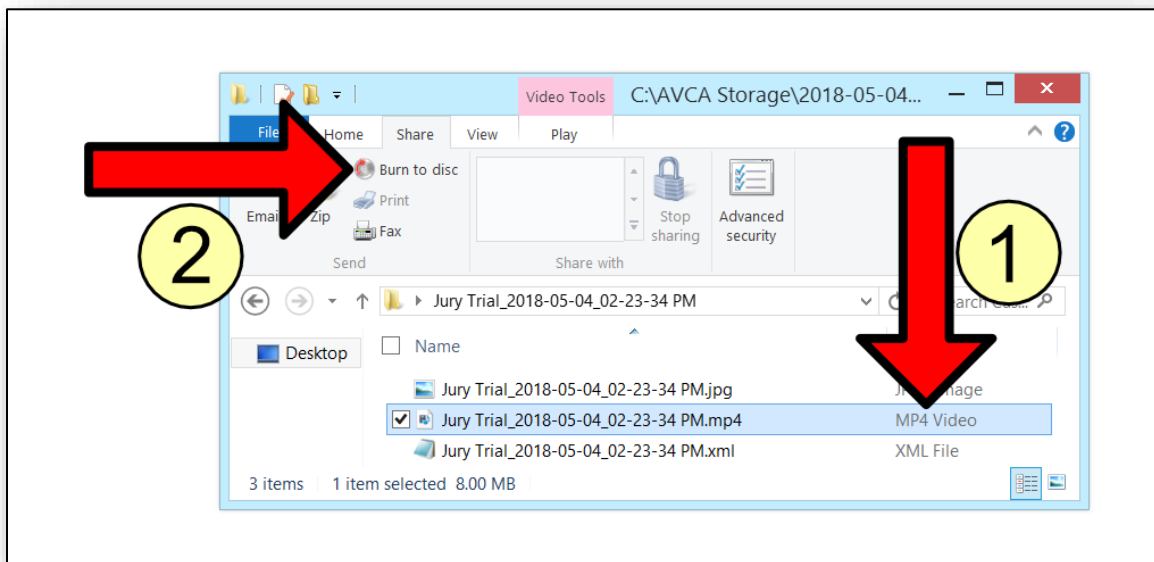 Video Tools C:\AVCA Storage\2018-05-04...
File Home Share View Play
Burn to disc
Print
Fax
Zip
Stop sharing
Advanced security
Send Share with
2
1
Jury Trial_2018-05-04_02-23-34 PM
Desktop Name
Jury Trial_2018-05-04_02-23-34 PM.jpg
Jury Trial_2018-05-04_02-23-34 PM.mp4 MP4 Video
Jury Trial_2018-05-04_02-23-34 PM.xml XML File
3 items 1 item selected 8.00 MB